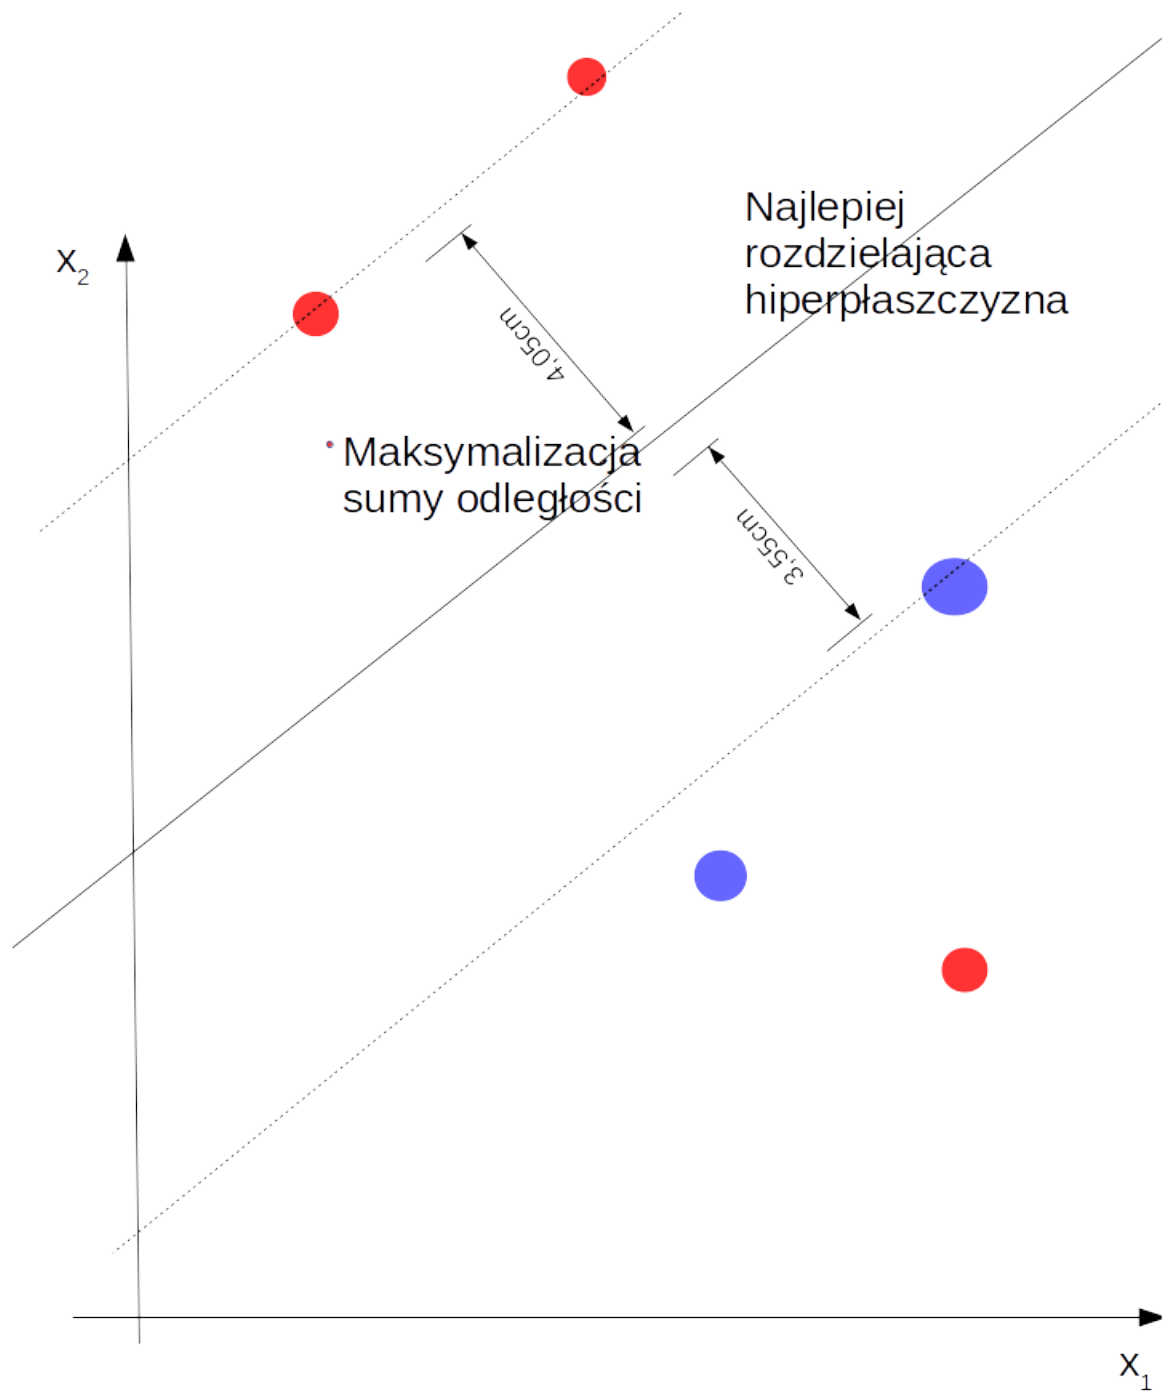 Najlepiej
rozdzielająca
hiperpłaszczyzna
X2
4,05cm
Maksymalizacja
sumy odległości
3,55cm
X1